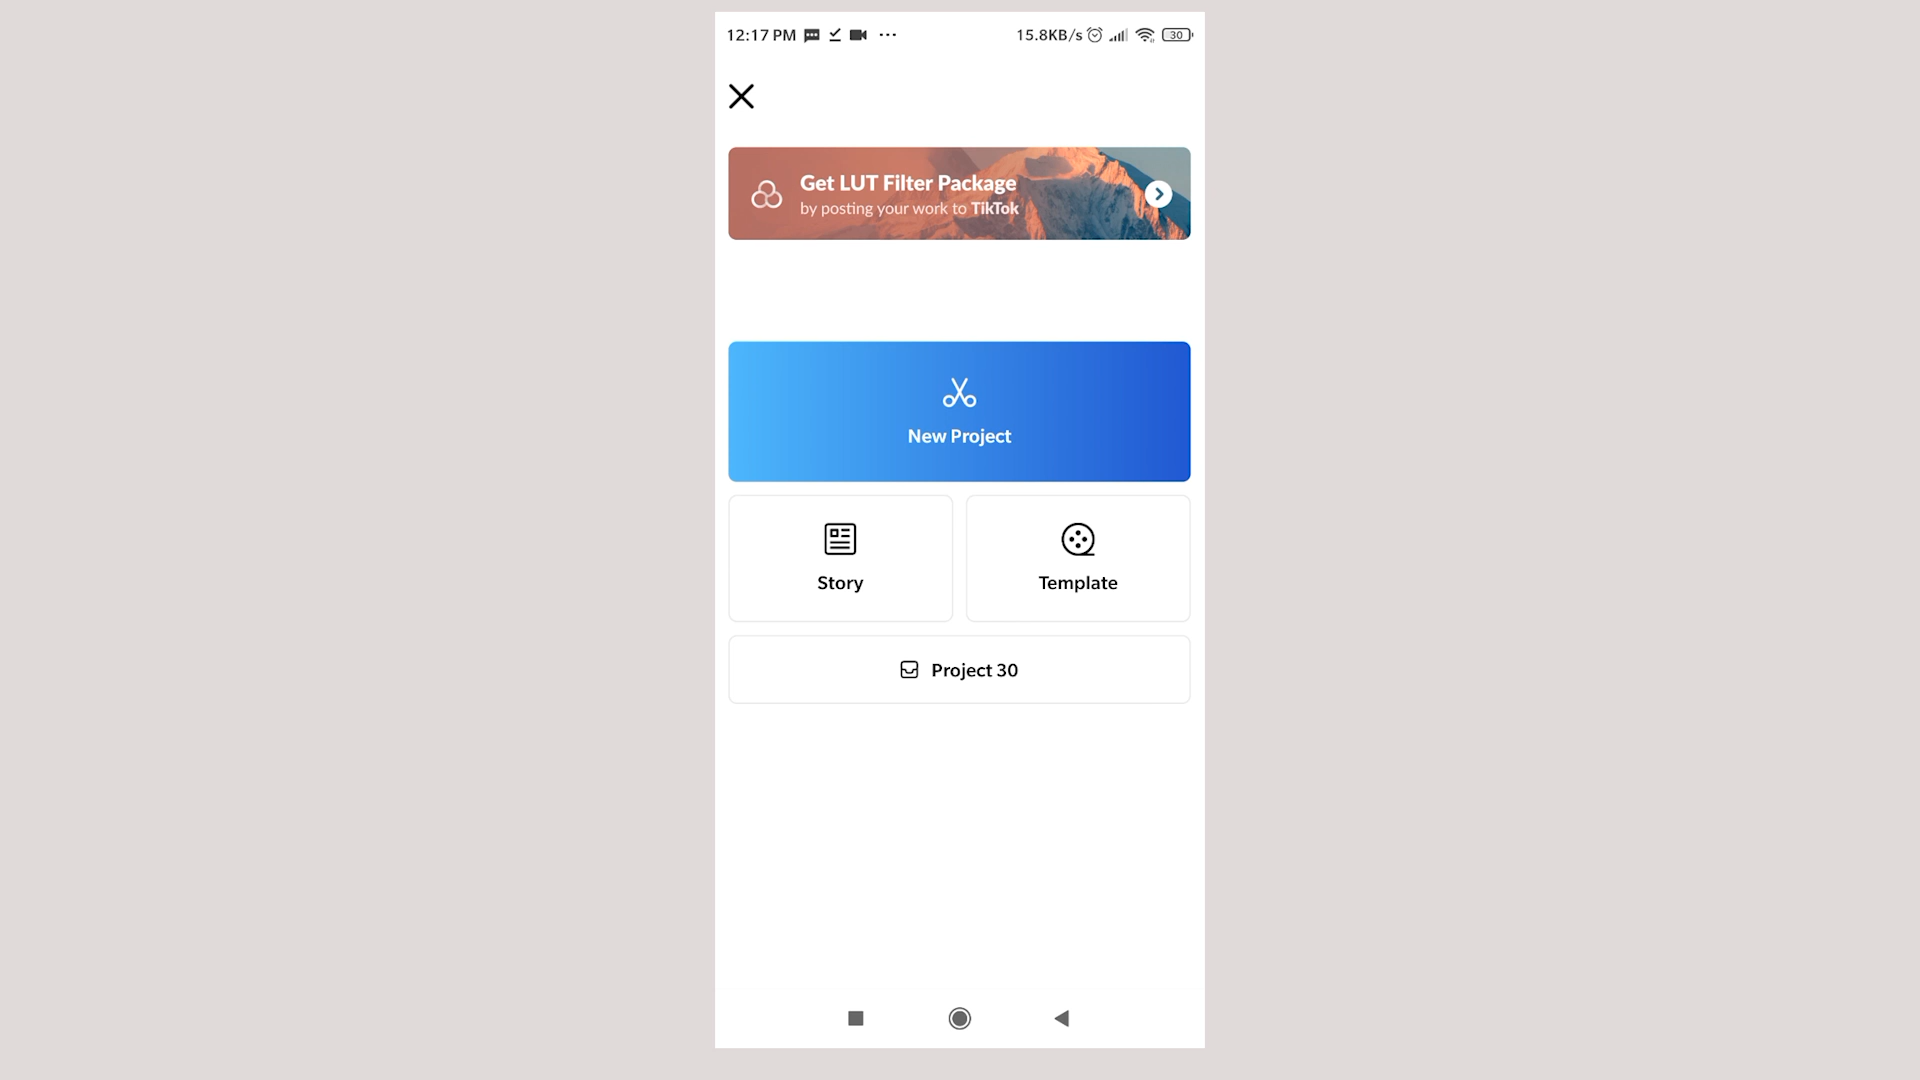 12:17 PM 15.8KB/s 30
Get LUT Filter Package
by posting your work to TikTok
New Project
Story Template
Project 30